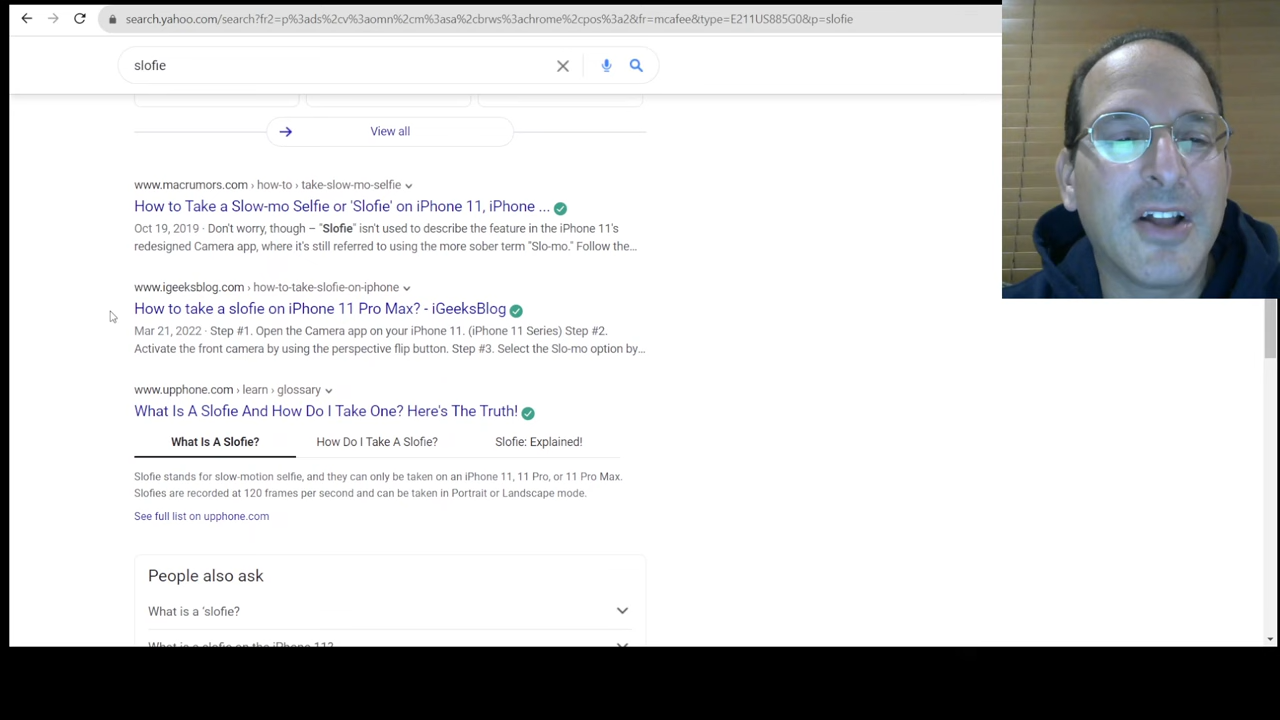 search.yahoo.com/search?fr2=p%3ads%2cv%3aomn%2cm%3asa%2cbrws%3achrome%2cpos%3a2&fr=mcafee&type=E211US885G0&p=slofie
slofie
View all
www.macrumors.com › how-to › take-slow-mo-selfie
How to Take a Slow-mo Selfie or 'Slofie' on iPhone 11, iPhone ...
Oct 19, 2019 · Don't worry, though – "Slofie" isn't used to describe the feature in the iPhone 11's
redesigned Camera app, where it's still referred to using the more sober term "Slo-mo." Follow the...
www.igeeksblog.com › how-to-take-slofie-on-iphone
How to take a slofie on iPhone 11 Pro Max? - iGeeksBlog
Mar 21, 2022 · Step #1. Open the Camera app on your iPhone 11. (iPhone 11 Series) Step #2.
Activate the front camera by using the perspective flip button. Step #3. Select the Slo-mo option by...
www.upphone.com › learn › glossary
What Is A Slofie And How Do I Take One? Here's The Truth!
What Is A Slofie? How Do I Take A Slofie? Slofie: Explained!
Slofie stands for slow-motion selfie, and they can only be taken on an iPhone 11, 11 Pro, or 11 Pro Max.
Slofies are recorded at 120 frames per second and can be taken in Portrait or Landscape mode.
See full list on upphone.com
People also ask
What is a 'slofie?
What is a slofie on the iPhone 11?